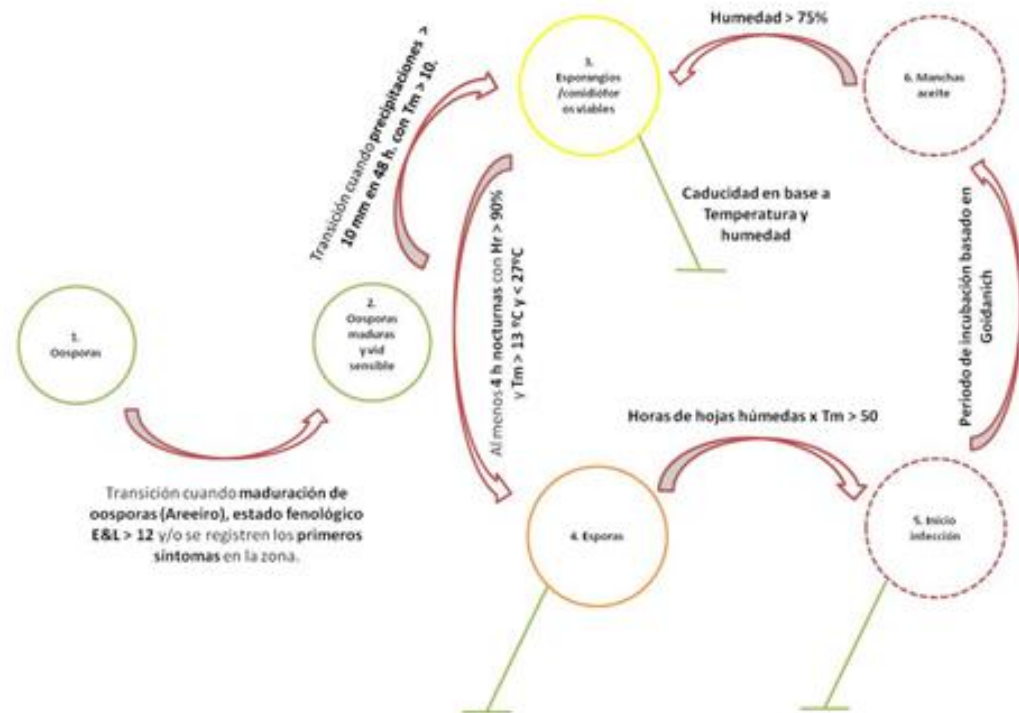 Humedad > 75%
3.
Esporangios
/conidiofor
os viables
6. Manchas
aceite
Transición cuando precipitaciones >
10 mm en 48 h. con Tm > 10.
Caducidad en base a
Temperatura y
humedad
Al menos 4 h nocturnas con Hr > 90%
y Tm > 13 ºC y < 27ºC
Periodo de incubación basado en
Goidanich
1.
Oosporas
2.
Oosporas
maduras
y vid
sensible
Horas de hojas húmedas x Tm > 50
Transición cuando maduración de
oosporas (Areeiro), estado fenológico
E&L > 12 y/o se registren los primeros
síntomas en la zona.
4. Esporas
5. Inicio
infección